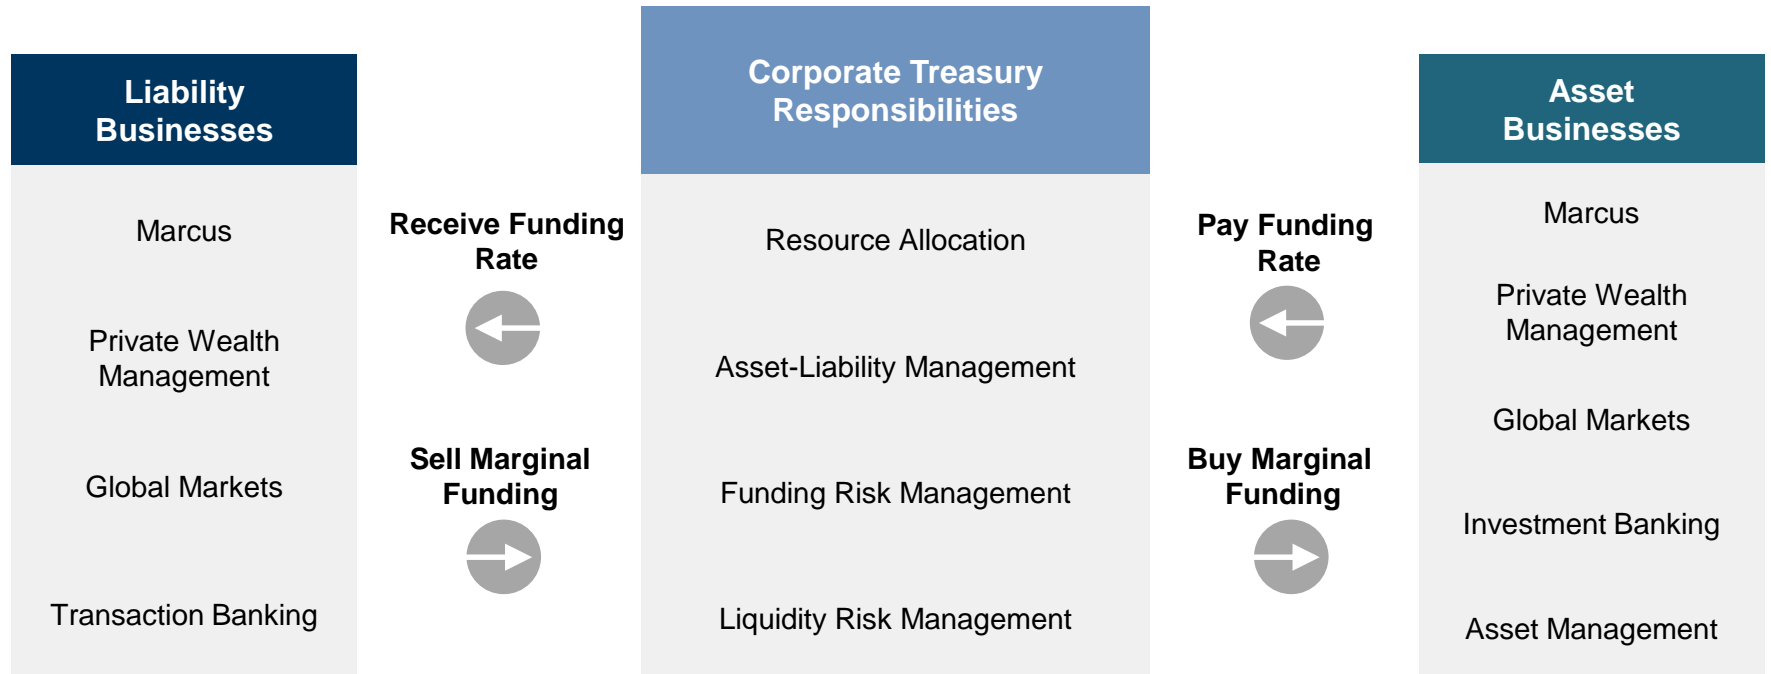 Liability
Businesses
Marcus
Private Wealth
Management
Global Markets
Transaction Banking
Receive Funding
Rate
Sell Marginal
Funding
Corporate Treasury
Responsibilities
Resource Allocation
Asset-Liability Management
Funding Risk Management
Liquidity Risk Management
Pay Funding
Rate
Buy Marginal
Funding
Asset
Businesses
Marcus
Private Wealth
Management
Global Markets
Investment Banking
Asset Management